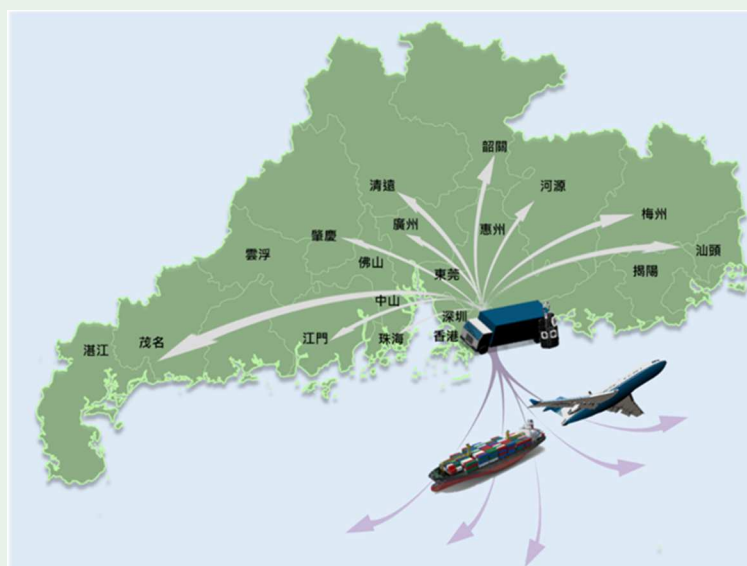 韶關
清遠
河源
梅州
廣州
惠州
肇慶
汕頭
雲浮
佛山
東莞
揭陽
中山
深圳
江門
珠海
香港
茂名
湛江